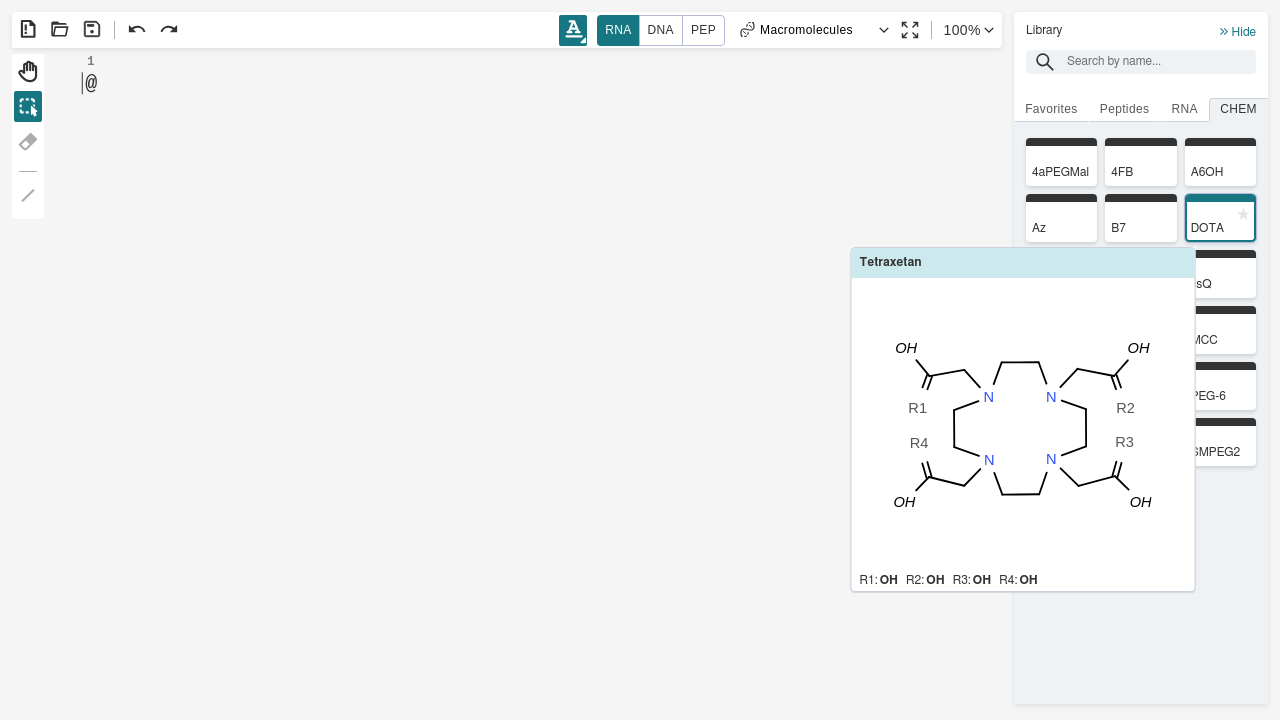 A RNA DNA PEP Macromolecules 100%
Library
Hide
Search by name...
Favorites Peptides RNA CHEM
1
@
4aPEGMal 4FB A6OH
Az B7 DOTA
sQ
MCC
PEG-6
SMPEG2
Tetraxetan
OH OH
N N
R1 R2
R4 R3
N N
OH OH
R1: OH R2: OH R3: OH R4: OH